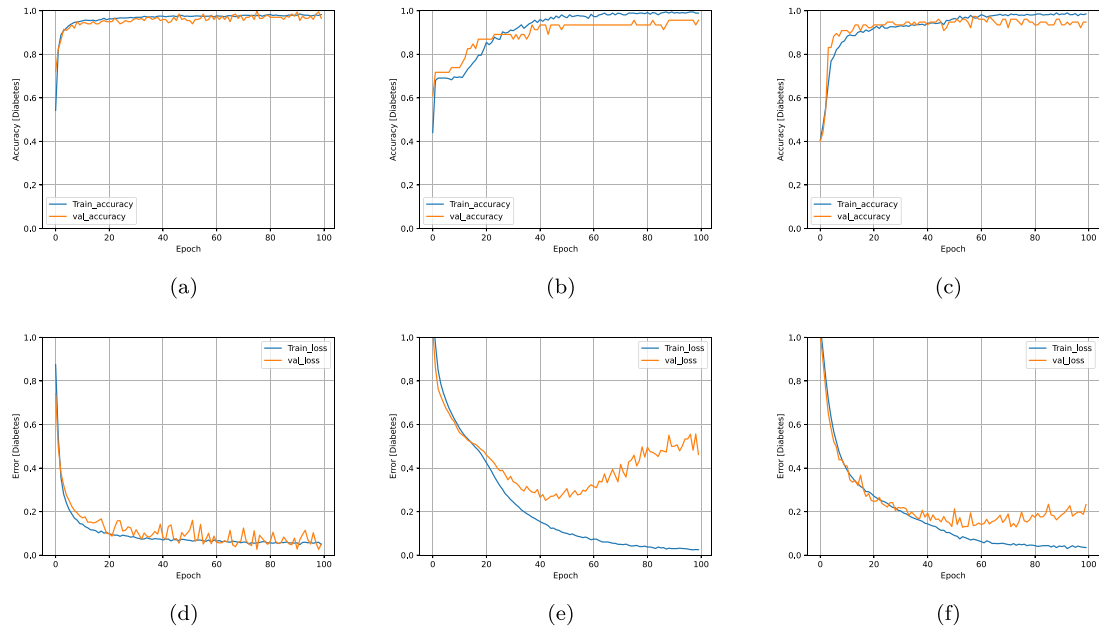 1.0
0.8
0.6
0.4
0.2
0.0
Accuracy [Diabetes]
Train_accuracy
val_accuracy
0 20 40 60 80 100
Epoch
(a)
1.0
0.8
0.6
0.4
0.2
0.0
Accuracy [Diabetes]
Train_accuracy
val_accuracy
0 20 40 60 80 100
Epoch
(b)
1.0
0.8
0.6
0.4
0.2
0.0
Accuracy [Diabetes]
Train_accuracy
val_accuracy
0 20 40 60 80 100
Epoch
(c)
1.0
0.8
0.6
0.4
0.2
0.0
Error [Diabetes]
Train_loss
val_loss
0 20 40 60 80 100
Epoch
(d)
1.0
0.8
0.6
0.4
0.2
0.0
Error [Diabetes]
Train_loss
val_loss
0 20 40 60 80 100
Epoch
(e)
1.0
0.8
0.6
0.4
0.2
0.0
Error [Diabetes]
Train_loss
val_loss
0 20 40 60 80 100
Epoch
(f)